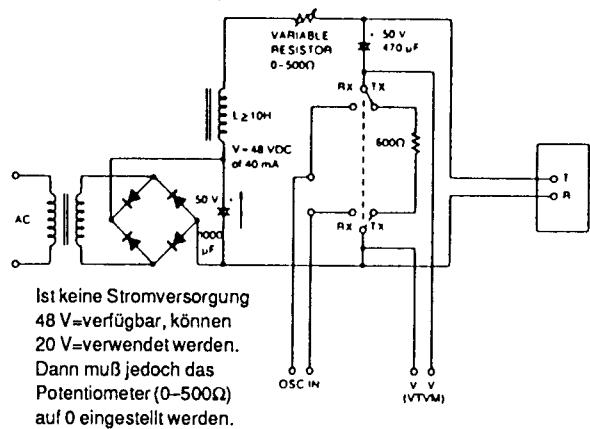 VARIABLE
RESISTOR
0–500Ω
50 V
470 µF
RX TX
L ≥ 10H
V = 48 VDC
of 40 mA
600Ω
T
R
AC
50 V
1000
µF
RX TX
Ist keine Stromversorgung
48 V=verfügbar, können
20 V=verwendet werden.
Dann muß jedoch das
Potentiometer (0–500Ω)
auf 0 eingestellt werden.
OSC IN
V V
(VTVM)